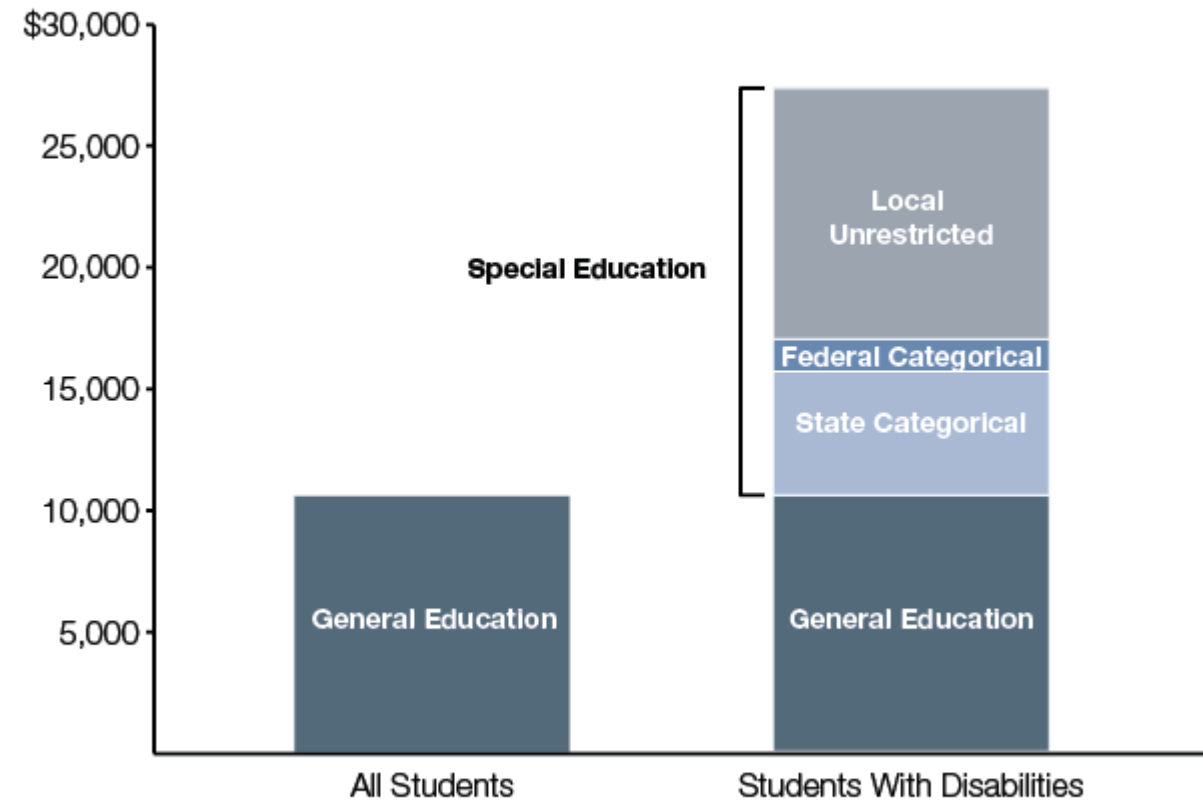 $30,000
25,000
20,000
15,000
10,000
5,000
Local
Unrestricted
Special Education
Federal Categorical
State Categorical
General Education
General Education
All Students
Students With Disabilities